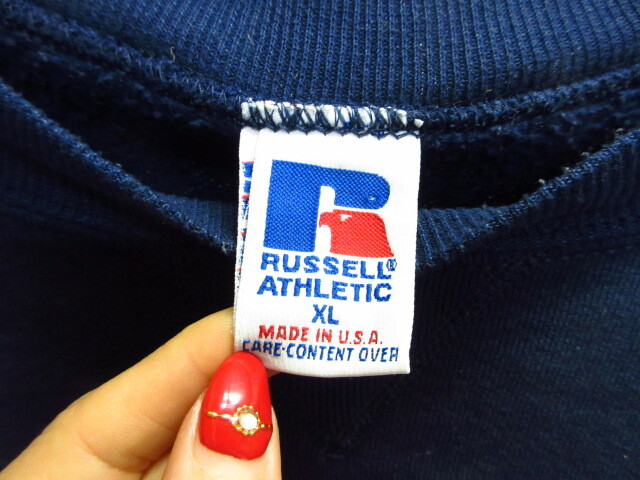 RUSSELL®
ATHLETIC
XL
MADE IN U.S.A.
CARE·CONTENT OVER